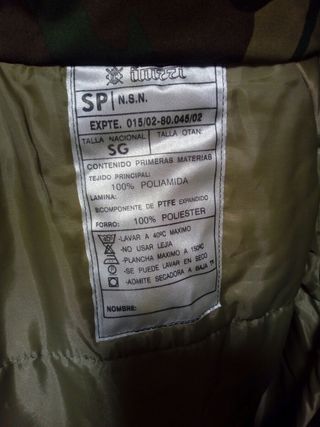 SP N.S.N.
EXPTE. 015/02-80.045/02
TALLA NACIONAL TALLA OTAN:
SG
CONTENIDO PRIMERAS MATERIAS
TEJIDO PRINCIPAL:
100% POLIAMIDA
LAMINA:
BCOMPONENTE DE PTFE EXPANDIDO
FORRO: 100% POLIESTER
-LAVAR A 40ºC MAXIMO
-NO USAR LEJIA
-PLANCHA MAXIMO A 150ºC
-SE PUEDE LAVAR EN SECO
-ADMITE SECADORA A BAJA Tª
NOMBRE: